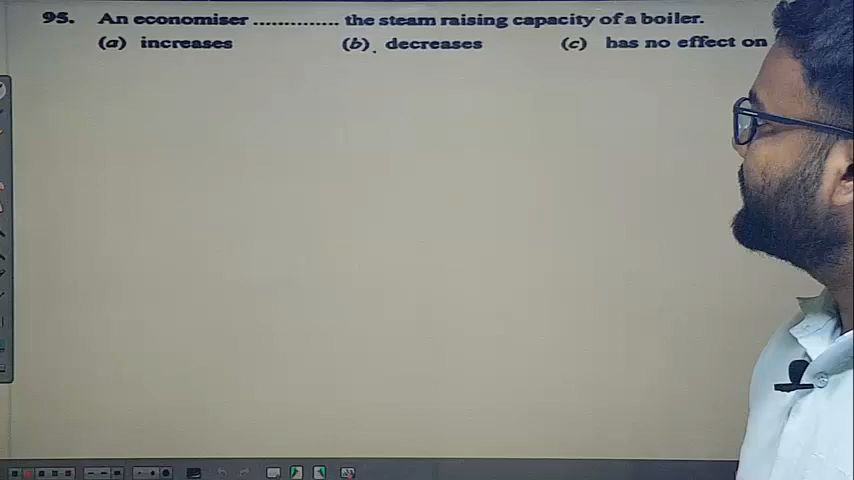 95. An economiser .............. the steam raising capacity of a boiler.
(a) increases (b) decreases (c) has no effect on